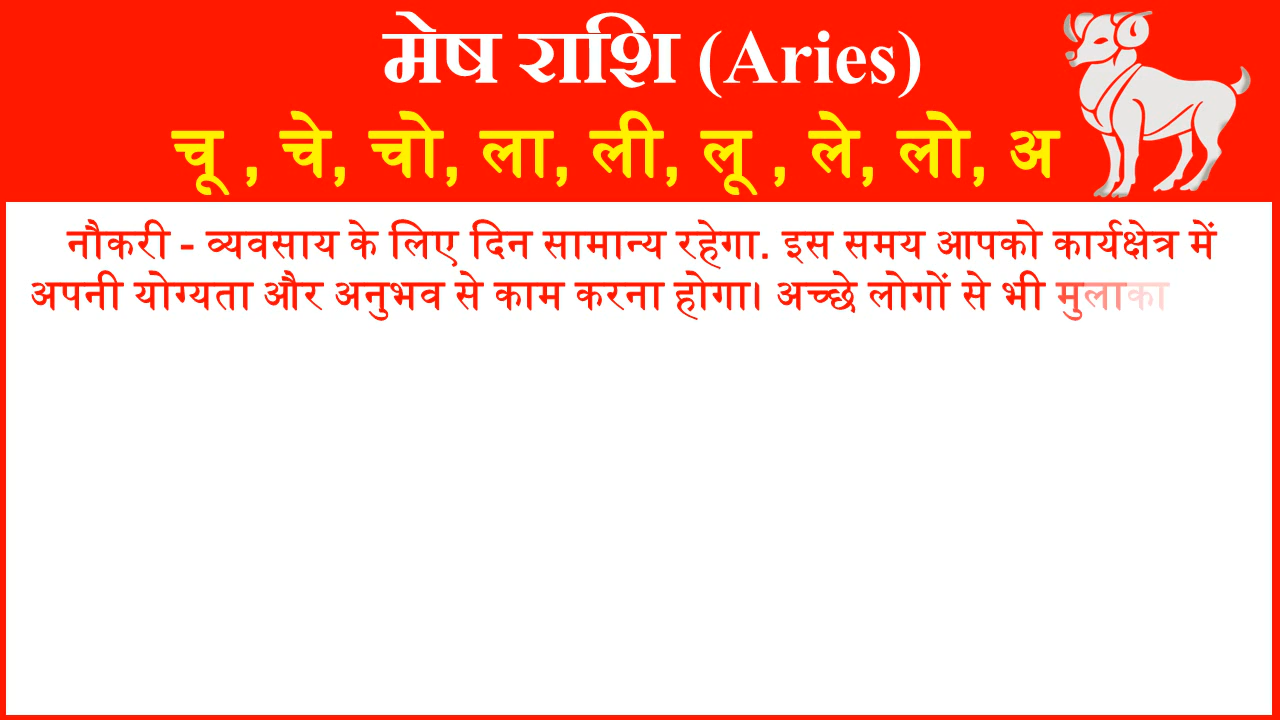 मेष राशि (Aries)
चू , चे, चो, ला, ली, लू , ले, लो, अ
नौकरी - व्यवसाय के लिए दिन सामान्य रहेगा. इस समय आपको कार्यक्षेत्र में
अपनी योग्यता और अनुभव से काम करना होगा। अच्छे लोगों से भी मुलाका